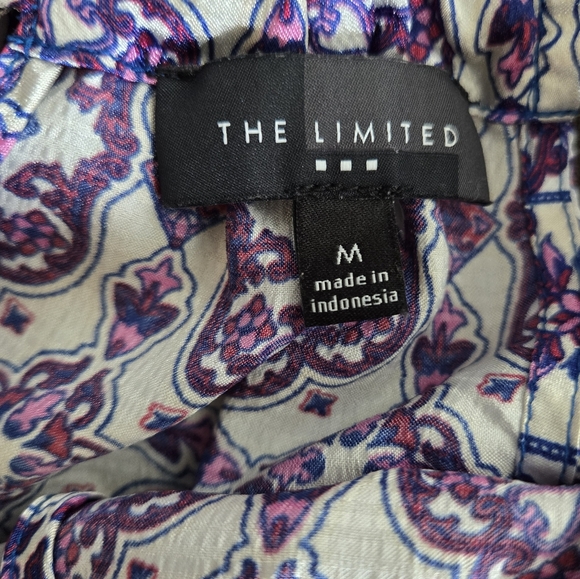 THE LIMITED
M
made in
indonesia